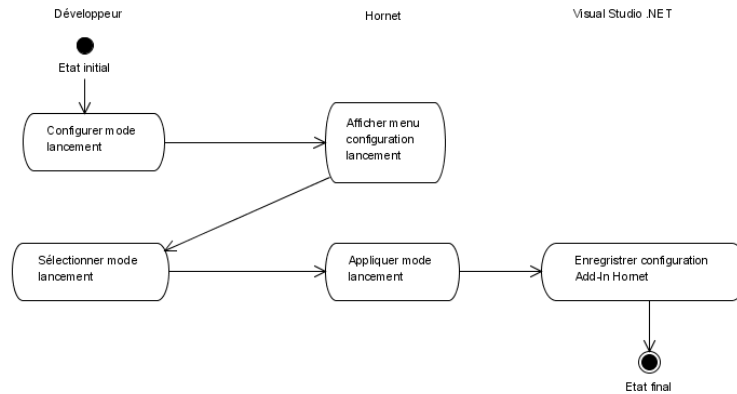 Développeur
Hornet
Visual Studio .NET
Etat initial
Configurer mode
lancement
Afficher menu
configuration
lancement
Sélectionner mode
lancement
Appliquer mode
lancement
Enregristrer configuration
Add-In Hornet
Etat final